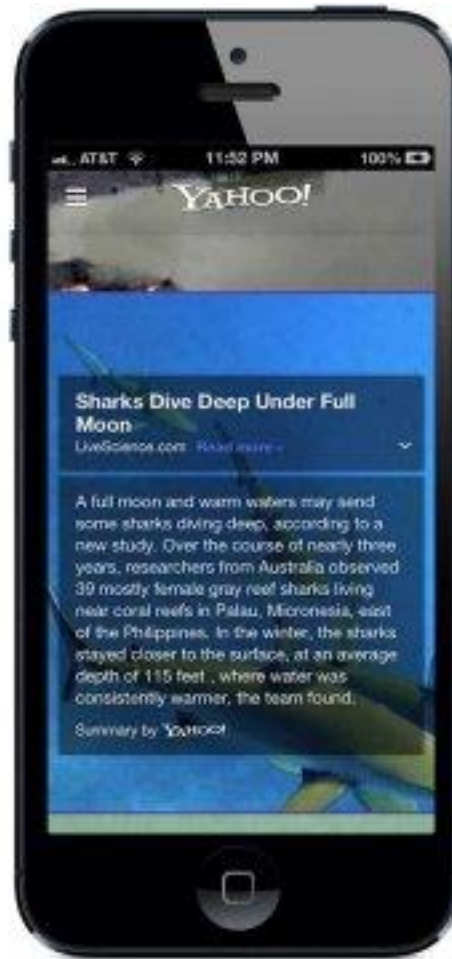 AT&T 11:52 PM 100%
YAHOO!
Sharks Dive Deep Under Full
Moon
LiveScience.com Read more ›
A full moon and warm waters may send
some sharks diving deep, according to a
new study. Over the course of nearly three
years, researchers from Australia observed
39 mostly female gray reef sharks living
near coral reefs in Palau, Micronesia, east
of the Philippines. In the winter, the sharks
stayed closer to the surface, at an average
depth of 115 feet , where water was
consistently warmer, the team found.
Summary by YAHOO!